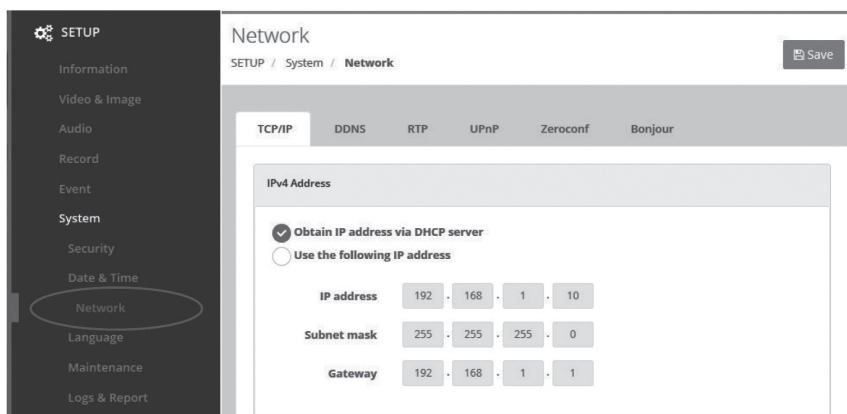 SETUP
Information
Video & Image
Audio
Record
Event
System
Security
Date & Time
Network
Language
Maintenance
Logs & Report
Network
SETUP / System / Network
Save
TCP/IP DDNS RTP UPnP Zeroconf Bonjour
IPv4 Address
Obtain IP address via DHCP server
Use the following IP address
IP address 192 . 168 . 1 . 10
Subnet mask 255 . 255 . 255 . 0
Gateway 192 . 168 . 1 . 1